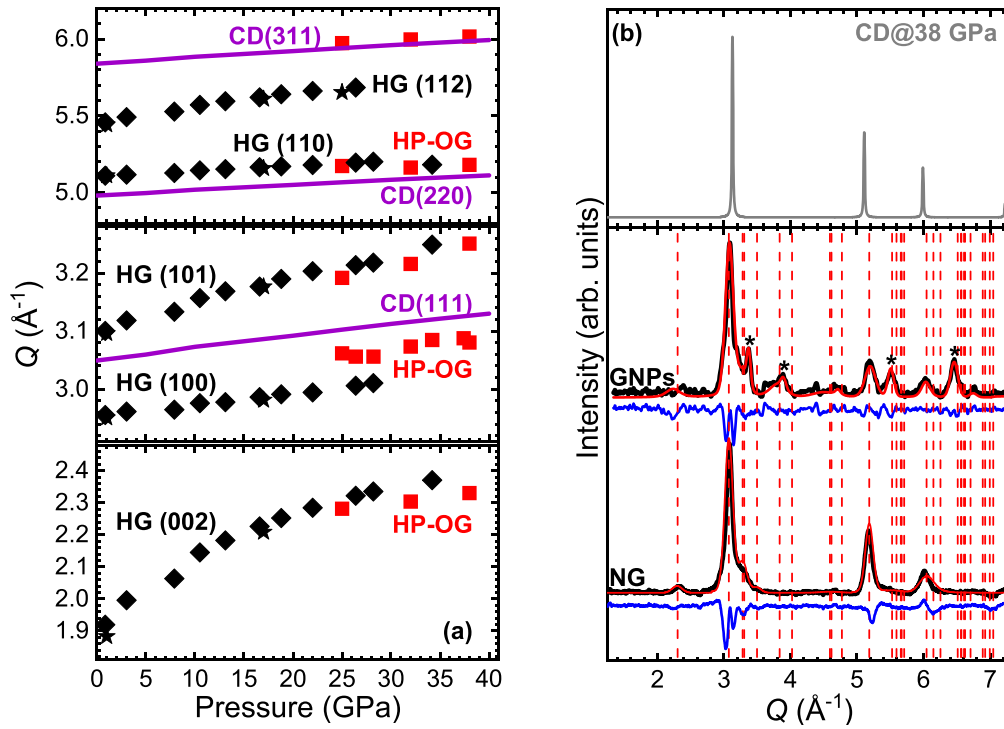 6.0
CD(311)
HG (112)
5.5
HG (110)
HP-OG
5.0
CD(220)
HG (101)
3.2
CD(111)
3.1
HP-OG
HG (100)
3.0
2.4
2.3
HG (002)
HP-OG
2.2
2.1
2.0
1.9
(a)
0 5 10 15 20 25 30 35 40
Pressure (GPa)
Q (Å-1)
(b)
CD@38 GPa
*
*
*
*
GNPs
NG
2 3 4 5 6 7
Q (Å-1)
Intensity (arb. units)